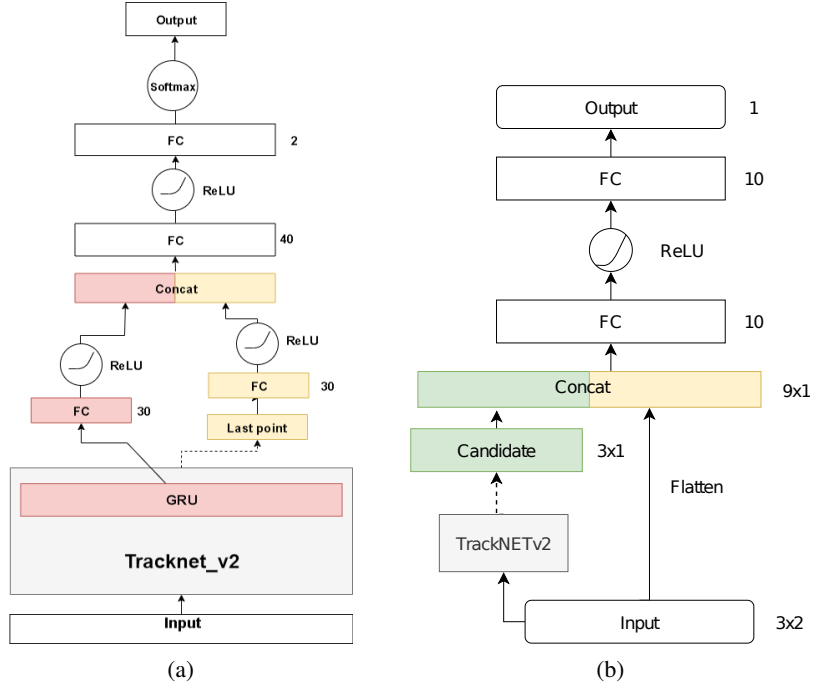 Output
Softmax
FC 2
ReLU
FC 40
Concat
ReLU ReLU
FC 30
FC 30
Last point
GRU
Tracknet_v2
Input
(a)
Output 1
FC 10
ReLU
FC 10
Concat 9x1
Candidate 3x1
Flatten
TrackNETv2
Input 3x2
(b)